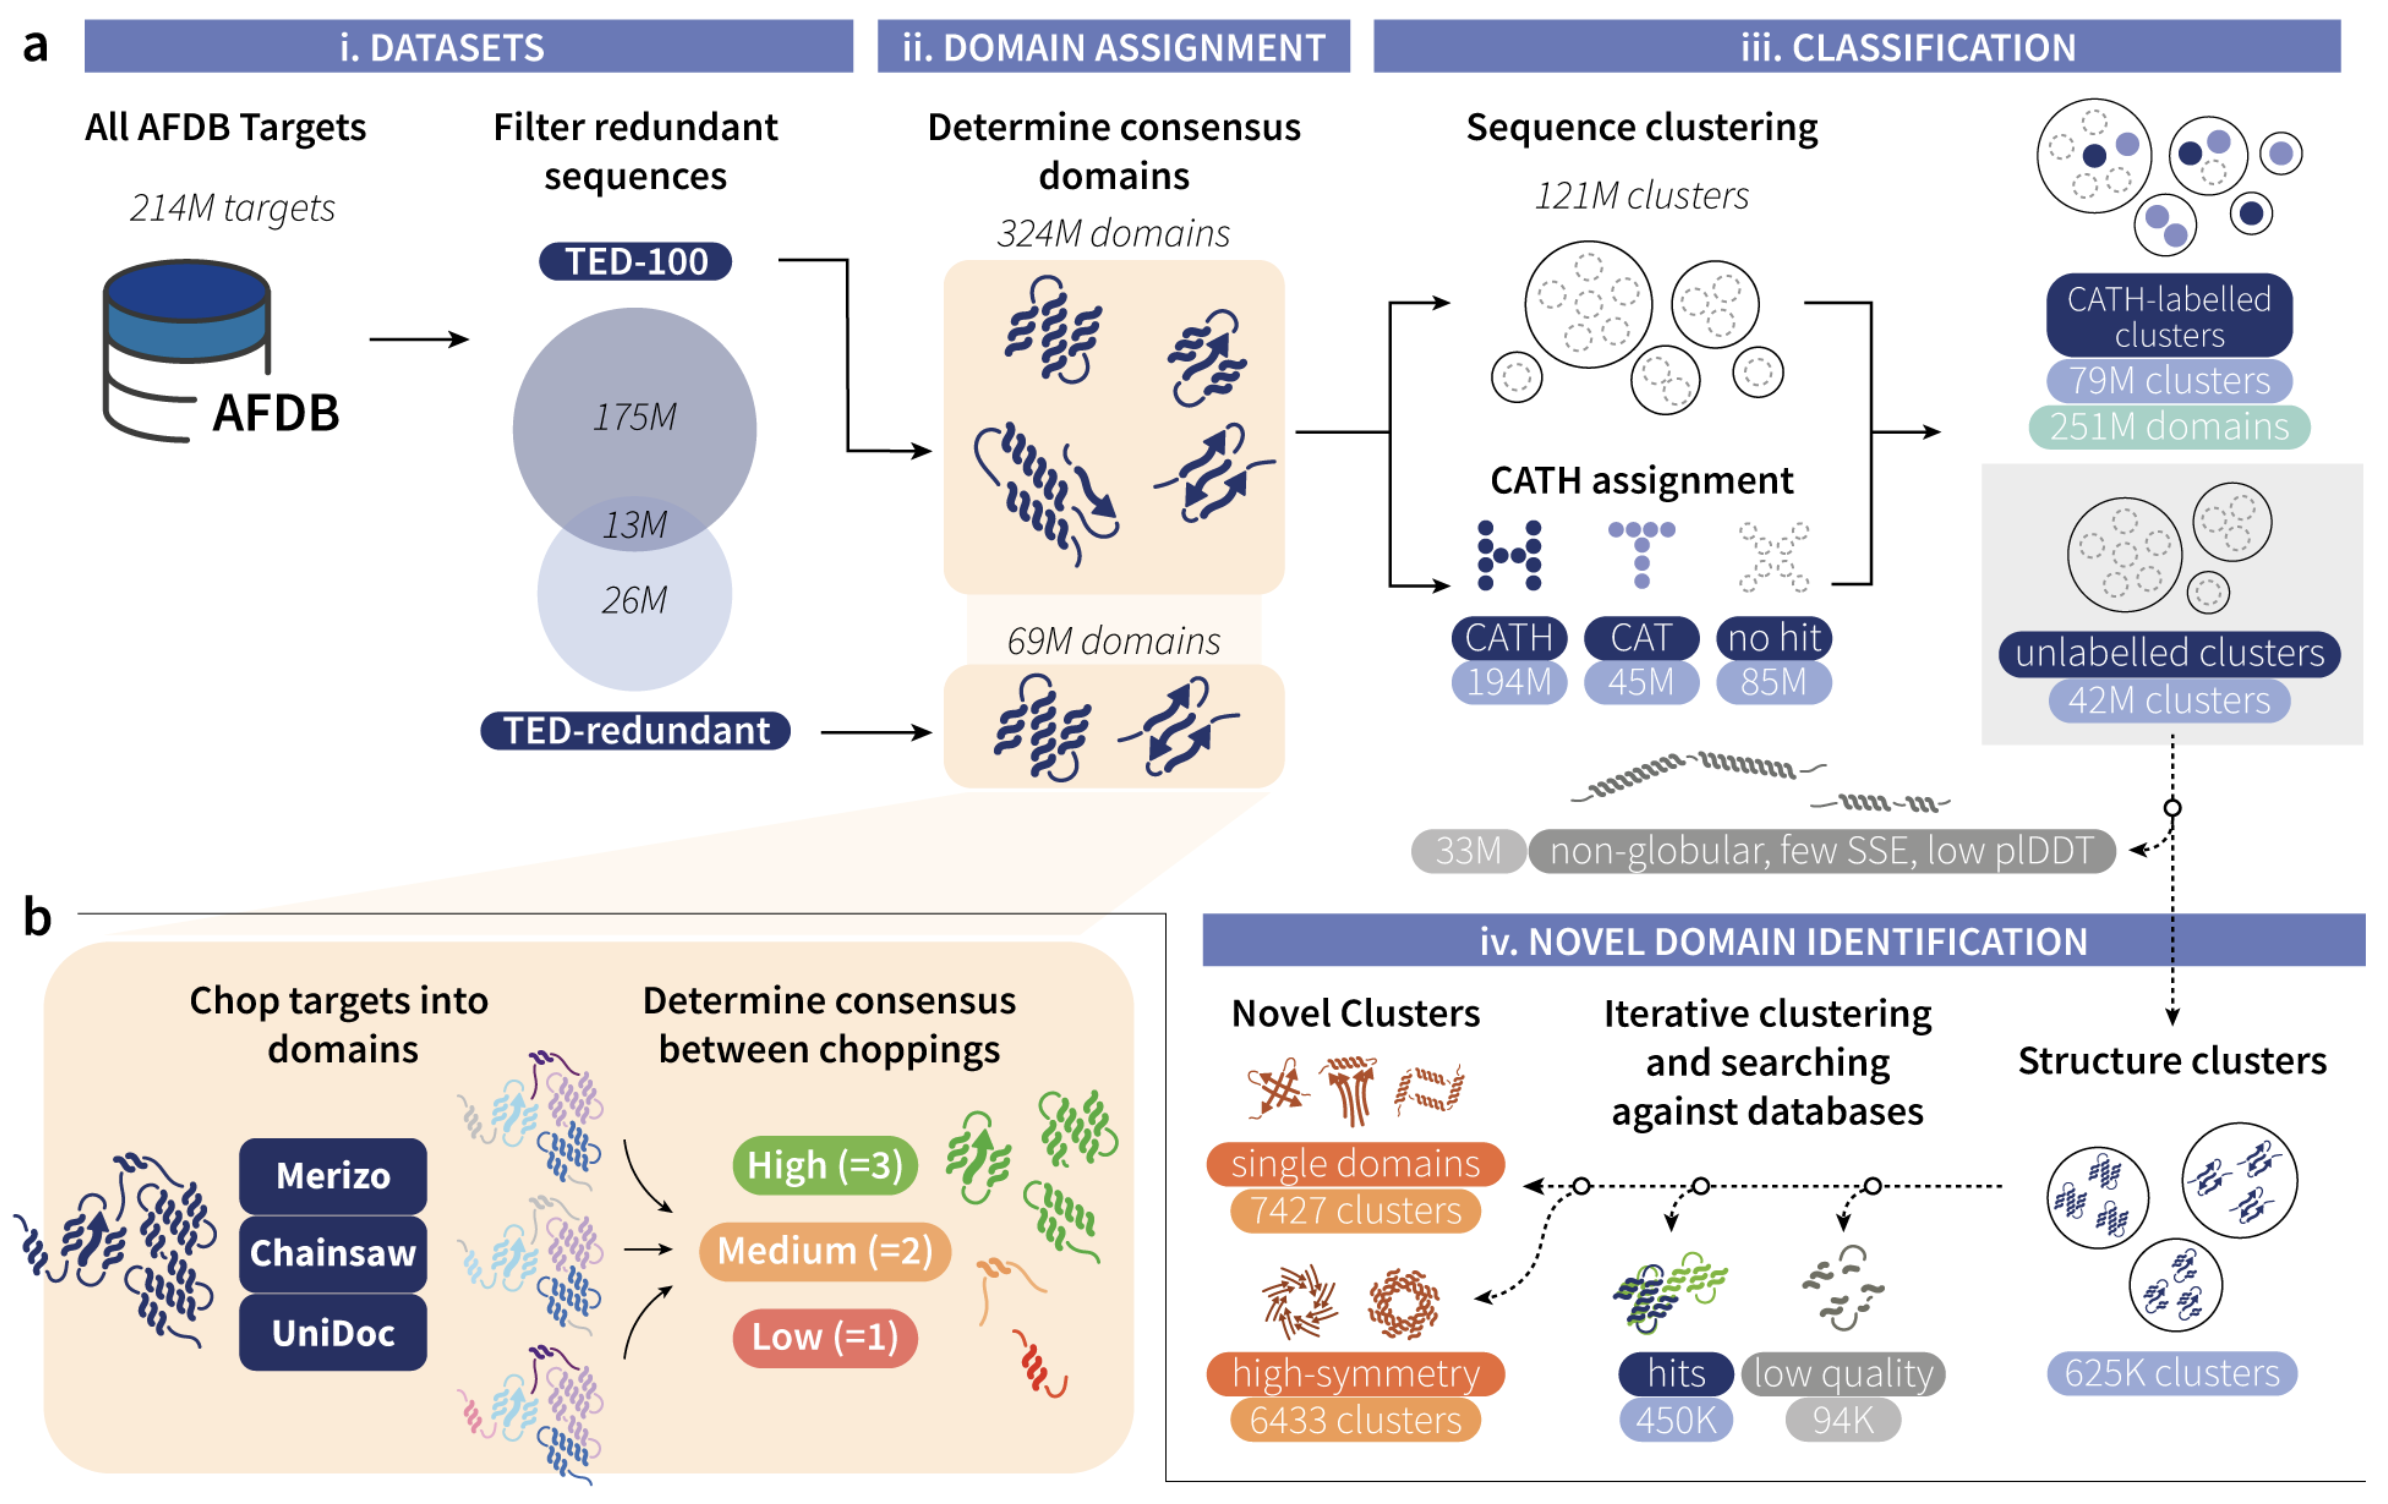 a
i. DATASETS
ii. DOMAIN ASSIGNMENT
iii. CLASSIFICATION
All AFDB Targets
214M targets
AFDB
Filter redundant
sequences
TED-100
175M
13M
26M
TED-redundant
Determine consensus
domains
324M domains
69M domains
Sequence clustering
121M clusters
CATH assignment
H T X
CATH CAT no hit
194M 45M 85M
CATH-labelled
clusters
79M clusters
251M domains
unlabelled clusters
42M clusters
33M non-globular, few SSE, low plDDT
b
Chop targets into
domains
Merizo
Chainsaw
UniDoc
Determine consensus
between choppings
High (=3)
Medium (=2)
Low (=1)
iv. NOVEL DOMAIN IDENTIFICATION
Novel Clusters
single domains
7427 clusters
high-symmetry
6433 clusters
Iterative clustering
and searching
against databases
hits
450K
low quality
94K
Structure clusters
625K clusters